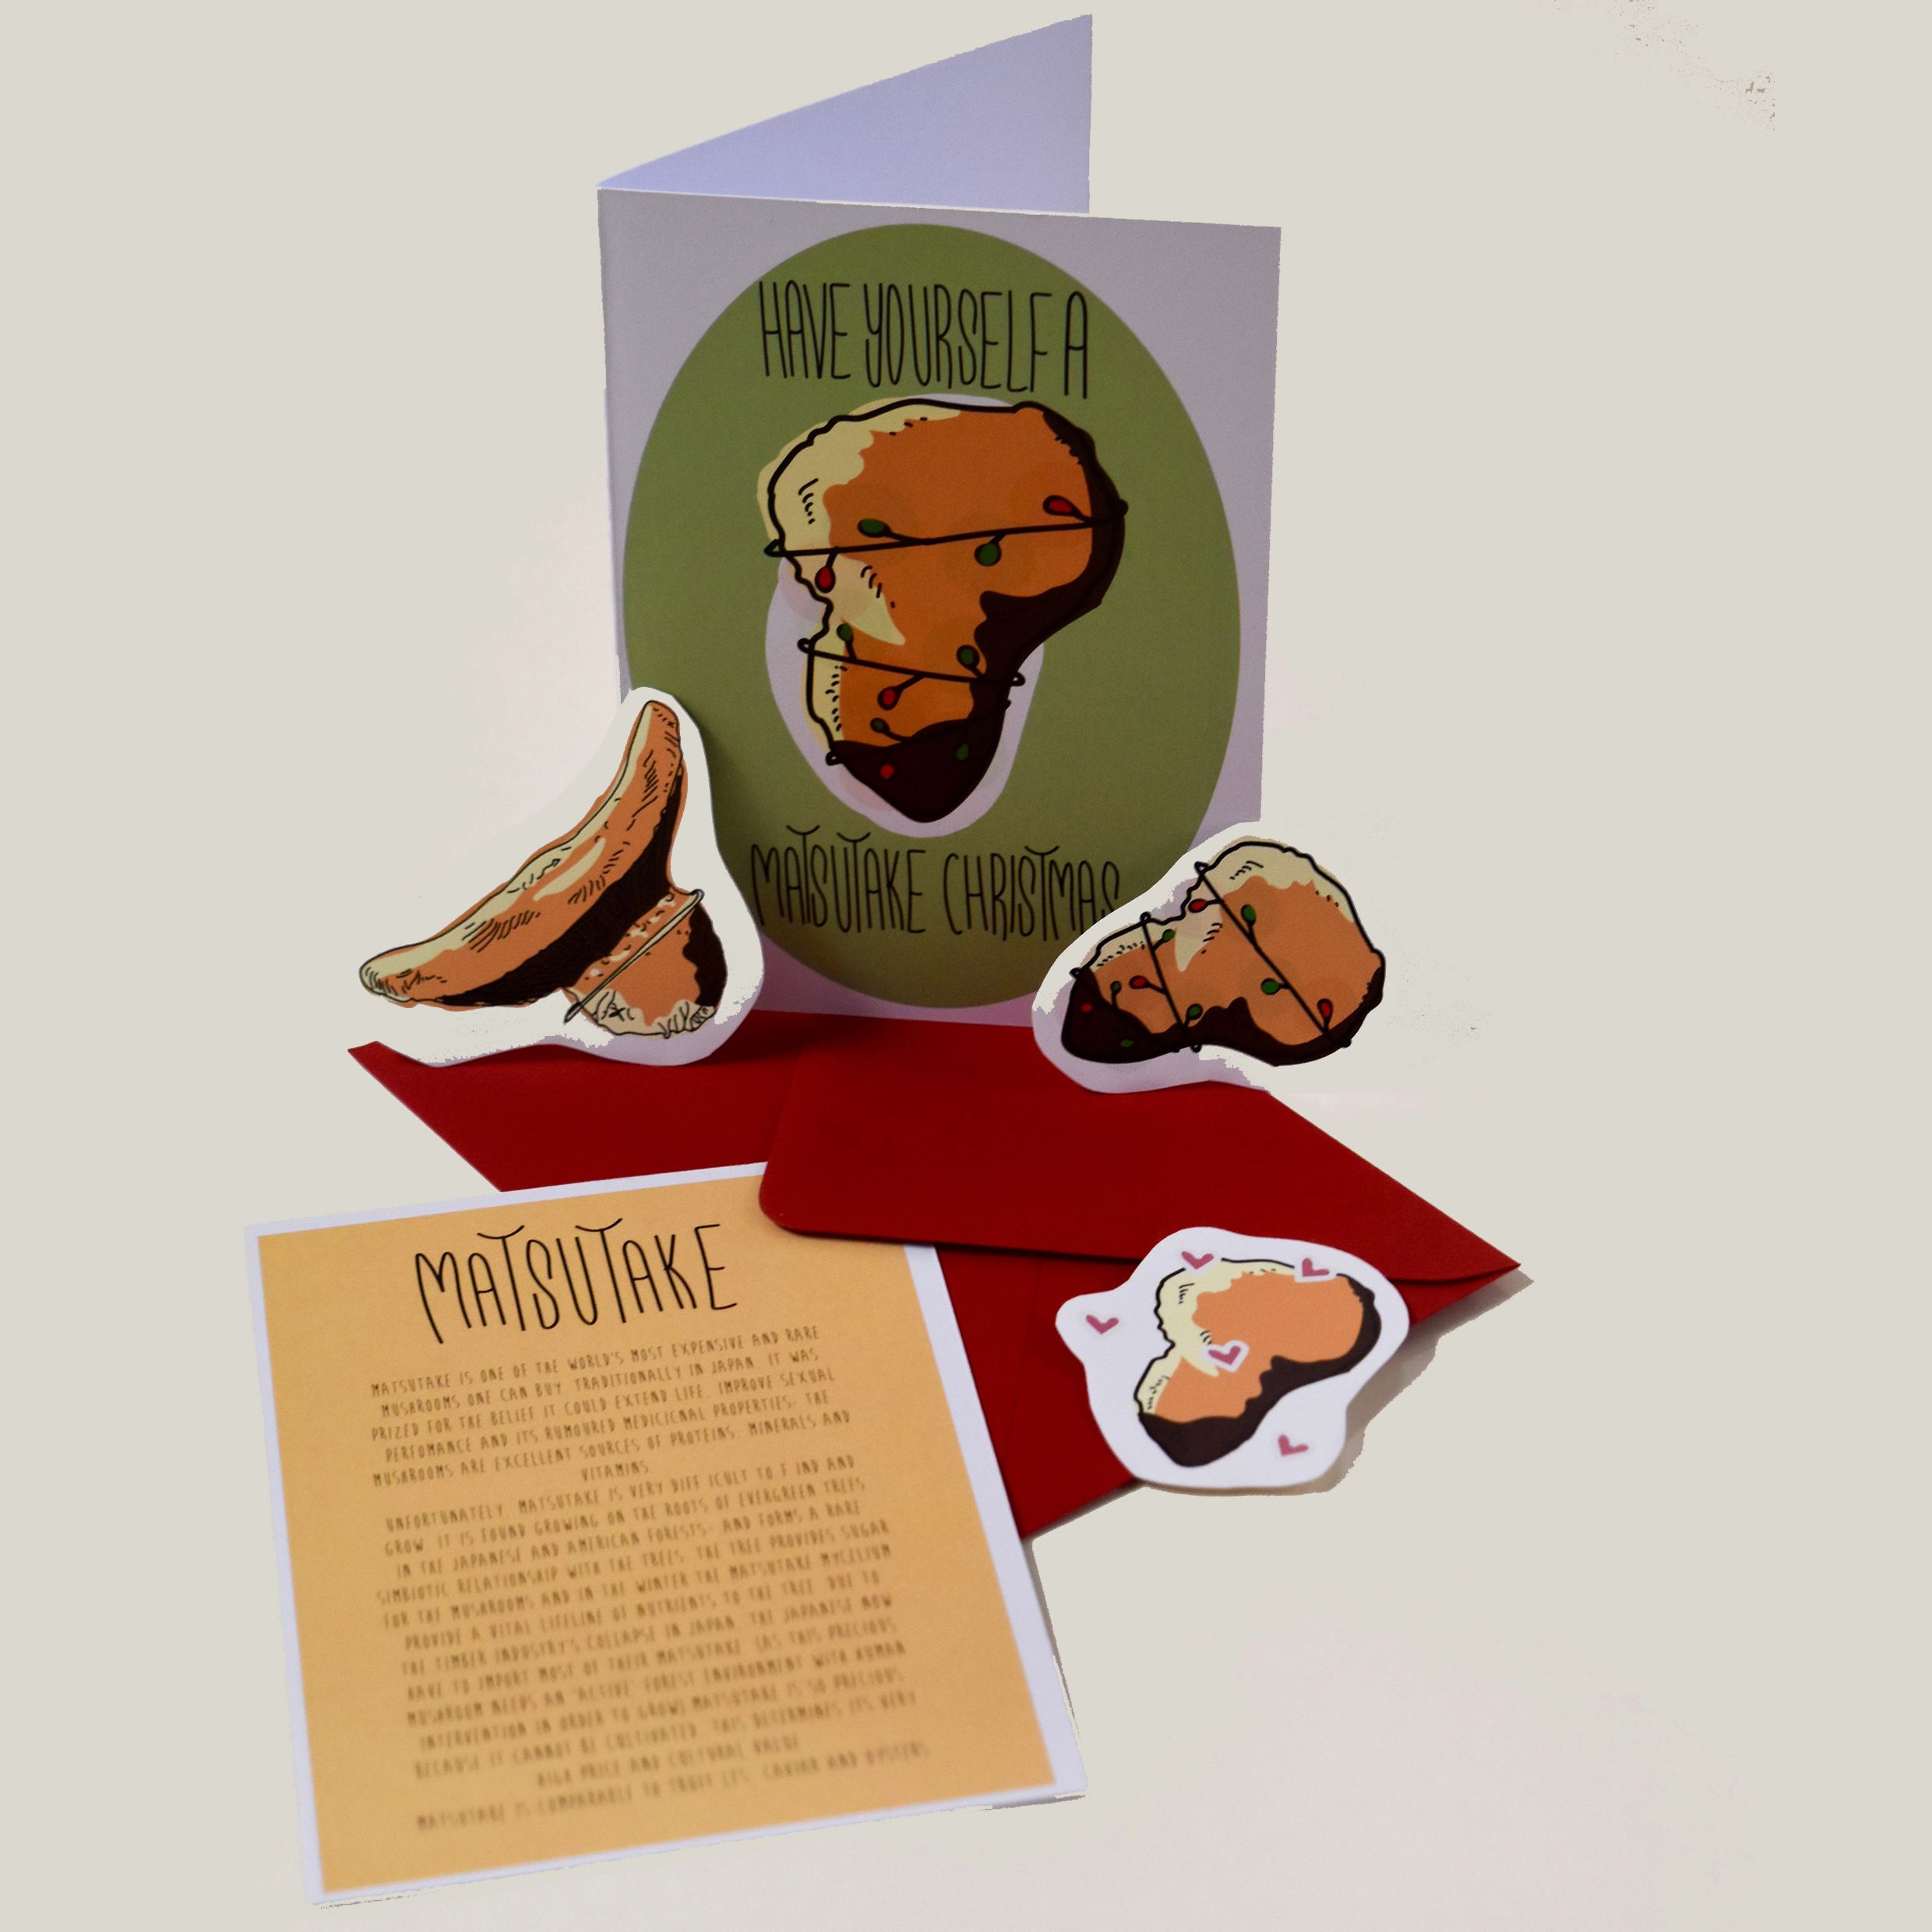 HAVE YOURSELF A
MATSUTAKE CHRISTMAS
MATSUTAKE
MATSUTAKE IS ONE OF THE WORLD'S MOST EXPENSIVE AND RARE
MUSHROOMS ONE CAN BUY. TRADITIONALLY IN JAPAN, IT WAS
PRIZED FOR THE BELIEF IT COULD EXTEND LIFE, IMPROVE SEXUAL
PERFOMANCE AND ITS RUMOURED MEDICICNAL PROPERTIES- THE
MUSHROOMS ARE EXCELLENT SOURCES OF PROTEINS, MINERALS AND
VITAMINS.
UNFORTUNATELY, MATSUTAKE IS VERY DIFF ICULT TO F IND AND
GROW. IT IS FOUND GROWING ON THE ROOTS OF EVERGREEN TREES
IN THE JAPANESE AND AMERICAN FORESTS- AND FORMS A RARE
SIMBIOTIC RELATIONSHIP WITH THE TREES. THE TREE PROVIDES SUGAR
FOR THE MUSHROOMS AND IN THE WINTER THE MATSUTAKE MYCELIUM
PROVIDE A VITAL LIFELINE OF NUTRIENTS TO THE TREE. DUE TO
THE TIMBER INDUSTRY'S COLLAPSE IN JAPAN, THE JAPANESE NOW
HAVE TO IMPORT MOST OF THEIR MATSUTAKE. (AS THIS PRECIOUS
MUSHROOM NEEDS AN 'ACTIVE' FOREST ENVIRONMENT WITH HUMAN
INTERVENTION IN ORDER TO GROW) MATSUTAKE IS SO PRECIOUS
BECAUSE IT CANNOT BE CULTIVATED. THIS DETERMINES ITS VERY
HIGH PRICE AND CULTURAL VALUE.
MATSUTAKE IS COMPARABLE TO TRUFF LES, CAVIAR AND OYSTERS